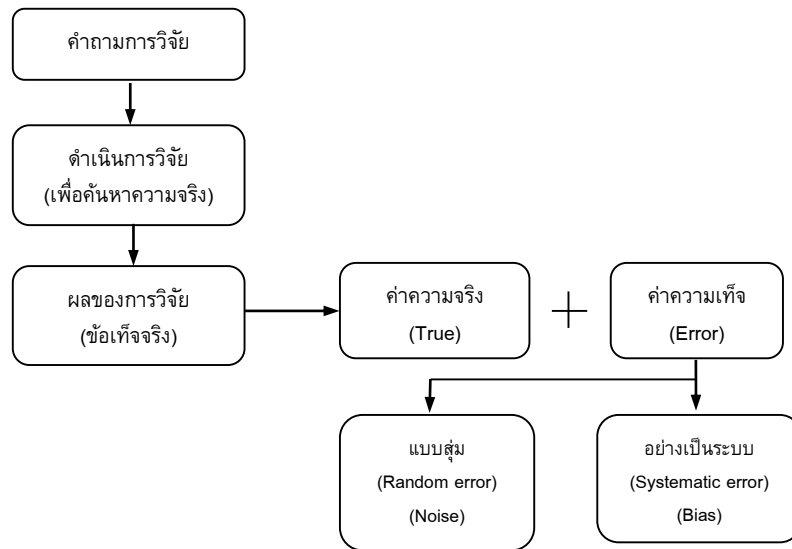 คำถามการวิจัย
ดำเนินการวิจัย
(เพื่อค้นหาความจริง)
ผลของการวิจัย
(ข้อเท็จจริง)
ค่าความจริง
(True)
ค่าความเท็จ
(Error)
แบบสุ่ม
(Random error)
(Noise)
อย่างเป็นระบบ
(Systematic error)
(Bias)